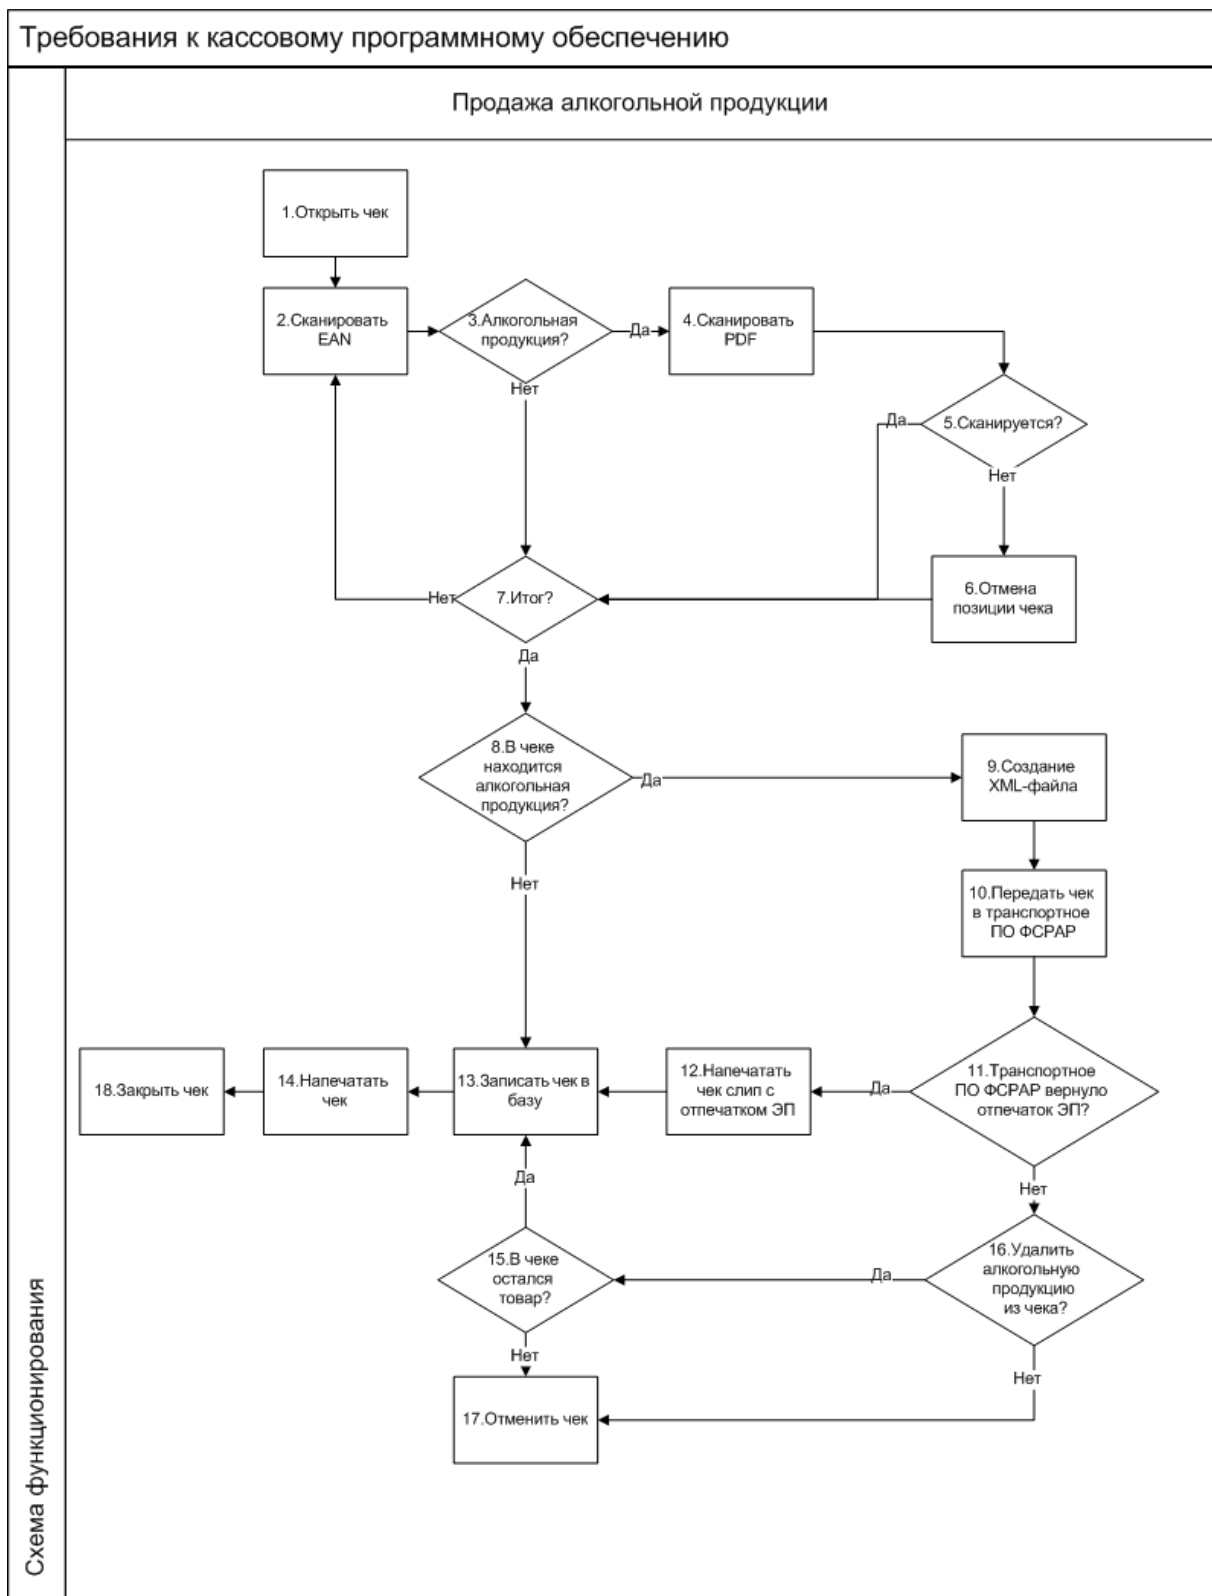 Требования к кассовому программному обеспечению
Продажа алкогольной продукции
1.Открыть чек
2.Сканировать
EAN
3.Алкогольная
продукция?
Да
4.Сканировать
PDF
Нет
Да
5.Сканируется?
Нет
Нет
7.Итог?
6.Отмена
позиции чека
Да
8.В чеке
находится
алкогольная
продукция?
Да
9.Создание
XML-файла
Нет
10.Передать чек
в транспортное
ПО ФСРАР
18.Закрыть чек
14.Напечатать
чек
13.Записать чек в
базу
12.Напечатать
чек слип с
отпечатком ЭП
Да
11.Транспортное
ПО ФСРАР вернуло
отпечаток ЭП?
Да
Нет
15.В чеке
остался
товар?
Да
16.Удалить
алкогольную
продукцию
из чека?
Нет
Нет
17.Отменить чек
Схема функционирования